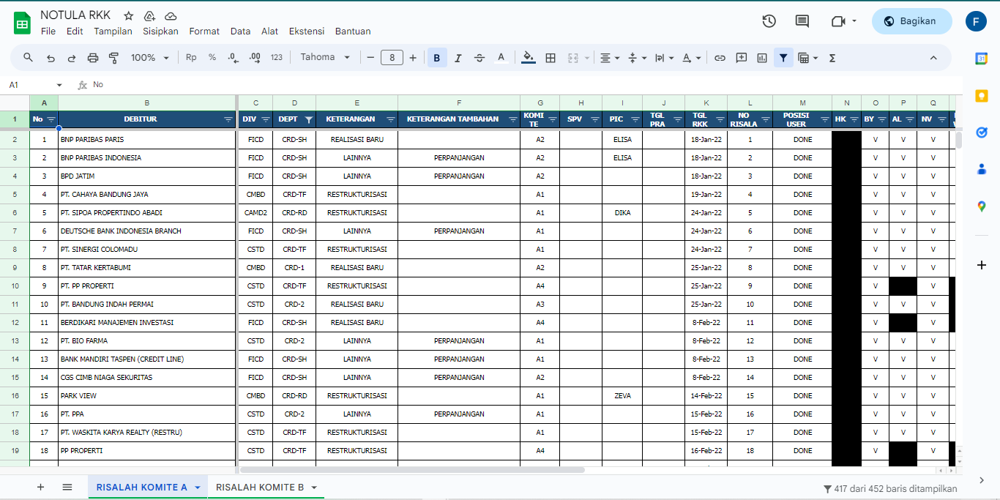 NOTULA RKK
File Edit Tampilan Sisipkan Format Data Alat Ekstensi Bantuan
Bagikan
F
100% Rp % .0 .00 123 Tahoma 8 B I S A A Σ
31
A1 fx No
A B C D E F G H I J K L M N O P Q
1 No DEBITUR DIV DEPT KETERANGAN KETERANGAN TAMBAHAN KOMI TE SPV PIC TGL PRA TGL RKK NO RISALA POSISI USER HK BY AL NV
2 1 BNP PARIBAS PARIS FICD CRD-SH REALISASI BARU A2 ELISA 18-Jan-22 1 DONE V V V
3 2 BNP PARIBAS INDONESIA FICD CRD-SH LAINNYA PERPANJANGAN A2 ELISA 18-Jan-22 2 DONE V V V
4 3 BPD JATIM FICD CRD-SH LAINNYA PERPANJANGAN A2 18-Jan-22 3 DONE V V V
5 4 PT. CAHAYA BANDUNG JAYA CMBD CRD-TF RESTRUKTURISASI A1 19-Jan-22 4 DONE V V V
6 5 PT. SIPOA PROPERTINDO ABADI CAMD2 CRD-RD RESTRUKTURISASI A1 DIKA 24-Jan-22 5 DONE V V V
7 6 DEUTSCHE BANK INDONESIA BRANCH FICD CRD-SH LAINNYA PERPANJANGAN A1 24-Jan-22 6 DONE V V V
8 7 PT. SINERGI COLOMADU CSTD CRD-TF RESTRUKTURISASI A1 24-Jan-22 7 DONE V V V
9 8 PT. TATAR KERTABUMI CMBD CRD-1 REALISASI BARU A2 25-Jan-22 8 DONE V V V
10 9 PT. PP PROPERTI CSTD CRD-TF RESTRUKTURISASI A4 25-Jan-22 9 DONE V V
11 10 PT. BANDUNG INDAH PERMAI CSTD CRD-2 REALISASI BARU A3 25-Jan-22 10 DONE V V V
12 11 BERDIKARI MANAJEMEN INVESTASI FICD CRD-SH REALISASI BARU A4 8-Feb-22 11 DONE V V
13 12 PT. BIO FARMA CSTD CRD-2 LAINNYA PERPANJANGAN A1 8-Feb-22 12 DONE V V V
14 13 BANK MANDIRI TASPEN (CREDIT LINE) FICD CRD-SH LAINNYA PERPANJANGAN A1 8-Feb-22 13 DONE V V V
15 14 CGS CIMB NIAGA SEKURITAS FICD CRD-SH LAINNYA PERPANJANGAN A2 8-Feb-22 14 DONE V V V
16 15 PARK VIEW CMBD CRD-RD RESTRUKTURISASI A1 ZEVA 14-Feb-22 15 DONE V V V
17 16 PT. PPA CSTD CRD-2 LAINNYA PERPANJANGAN A1 15-Feb-22 16 DONE V V V
18 17 PT. WASKITA KARYA REALTY (RESTRU) CSTD CRD-TF RESTRUKTURISASI A1 15-Feb-22 17 DONE V V V
19 18 PP PROPERTI CSTD CRD-TF RESTRUKTURISASI A4 16-Feb-22 18 DONE V V
RISALAH KOMITE A RISALAH KOMITE B 417 dari 452 baris ditampilkan